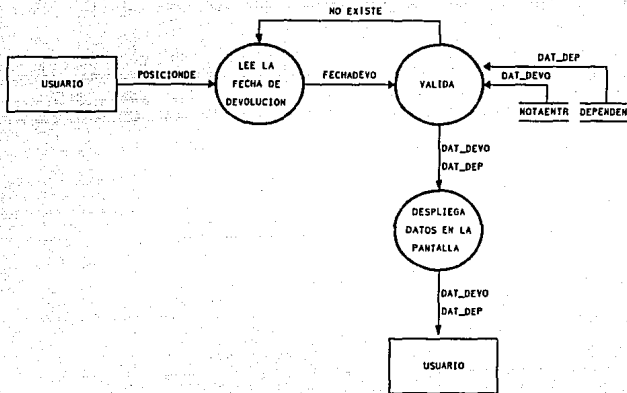 NO EXISTE
USUARIO
POSICIONDE
LEE LA
FECHA DE
DEVOLUCION
FECHADEVO
VALIDA
DAT_DEP
DAT_DEVO
NOTAENTR
DEPENDEN
DAT_DEVO
DAT_DEP
DESPLIEGA
DATOS EN LA
PANTALLA
DAT_DEVO
DAT_DEP
USUARIO